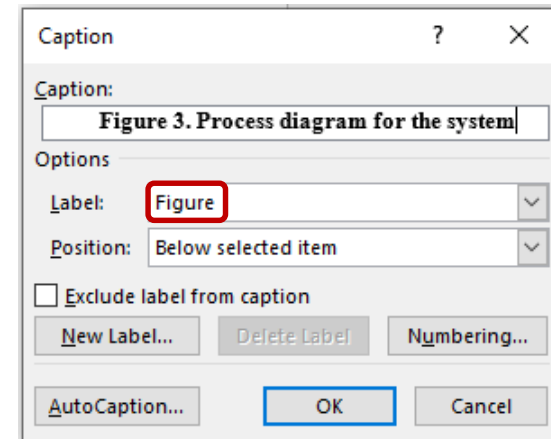 Caption ?
Caption:
Figure 3. Process diagram for the system
Options
Label: Figure
Position: Below selected item
Exclude label from caption
New Label... Delete Label Numbering...
AutoCaption... OK Cancel